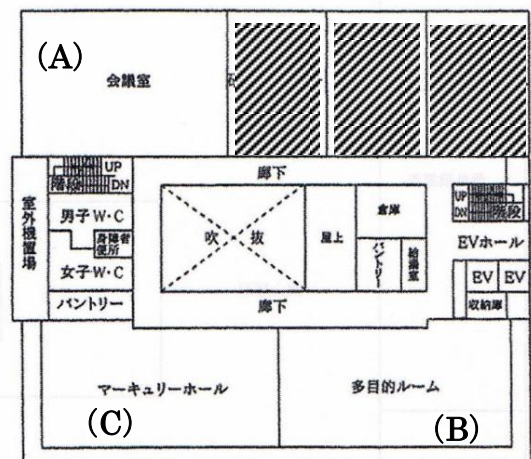 (A)
会議室
廊下
階段
UP
DN
男子W・C
身障者
便所
女子W・C
パントリー
室外機置場
吹抜
屋上
倉庫
パントリー
給湯室
UP
DN
階段
EVホール
EV
EV
収納庫
廊下
マーキュリーホール
多目的ルーム
(C)
(B)